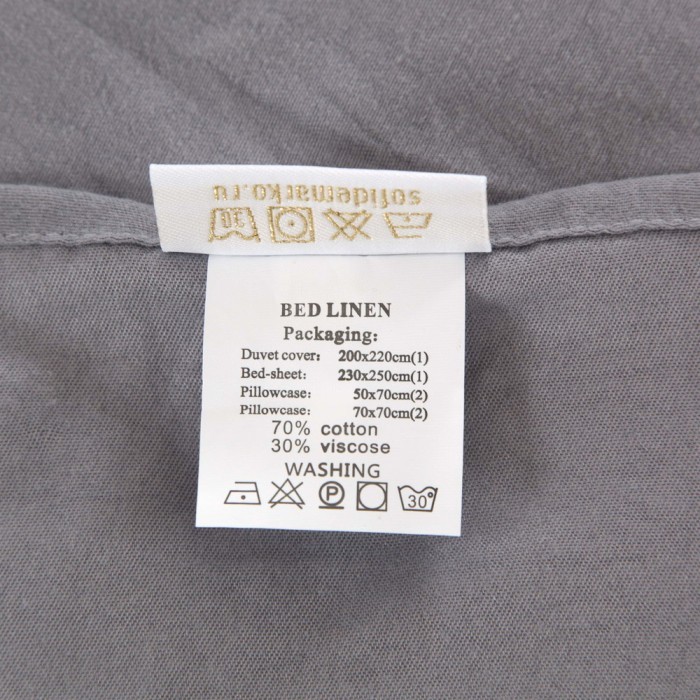 sofidemarko.ru
30
BED LINEN
Packaging:
Duvet cover: 200x220cm(1)
Bed-sheet: 230x250cm(1)
Pillowcase: 50x70cm(2)
Pillowcase: 70x70cm(2)
70% cotton
30% viscose
WASHING
P 30°